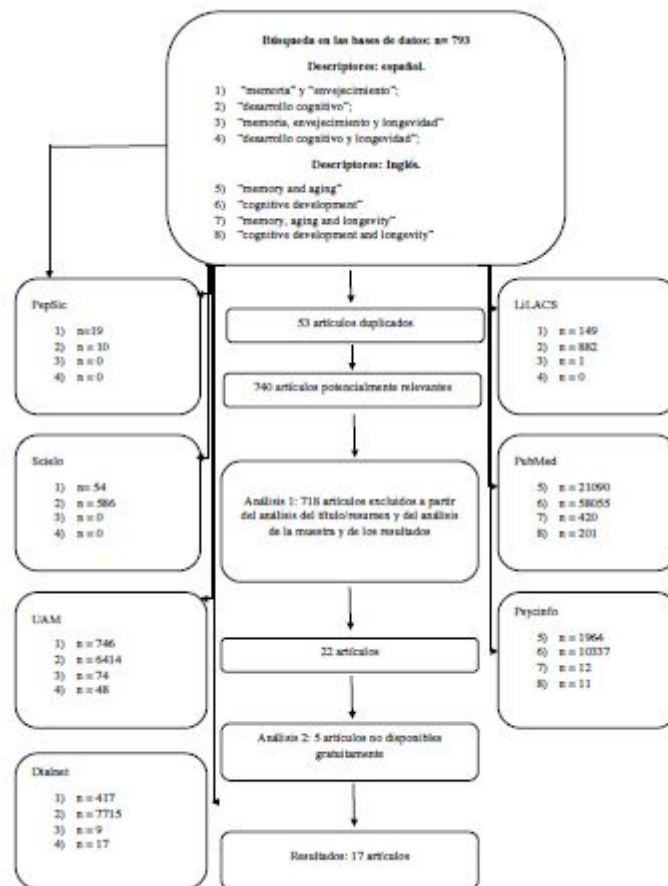 Búsqueda en las bases de datos: n= 793
Descriptores: español.
1) "memoria" y "envejecimiento";
2) "desarrollo cognitivo";
3) "memoria, envejecimiento y longevidad"
4) "desarrollo cognitivo y longevidad";
Descriptores: Inglés.
5) "memory and aging"
6) "cognitive development"
7) "memory, aging and longevity"
8) "cognitive development and longevity"
PepSic
1) n=19
2) n = 10
3) n = 0
4) n = 0
Scielo
1) n= 54
2) n = 586
3) n = 0
4) n = 0
UAM
1) n = 746
2) n = 6414
3) n = 74
4) n = 48
Dialnet
1) n = 417
2) n = 7715
3) n = 9
4) n = 17
53 artículos duplicados
740 artículos potencialmente relevantes
Análisis 1: 718 artículos excluidos a partir
del análisis del título/resumen y del análisis
de la muestra y de los resultados
22 artículos
Análisis 2: 5 artículos no disponibles
gratuitamente
Resultados: 17 artículos
LiLACS
1) n = 149
2) n = 882
3) n = 1
4) n = 0
PubMed
5) n = 21090
6) n = 58055
7) n = 420
8) n = 201
Psycinfo
5) n = 1964
6) n = 10337
7) n = 12
8) n = 11